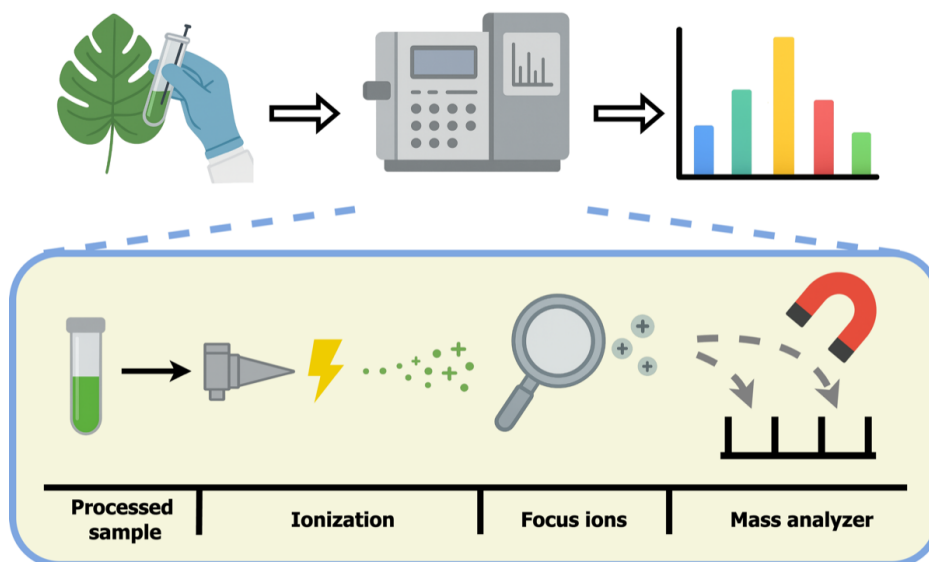 Processed
sample
Ionization
Focus ions
Mass analyzer